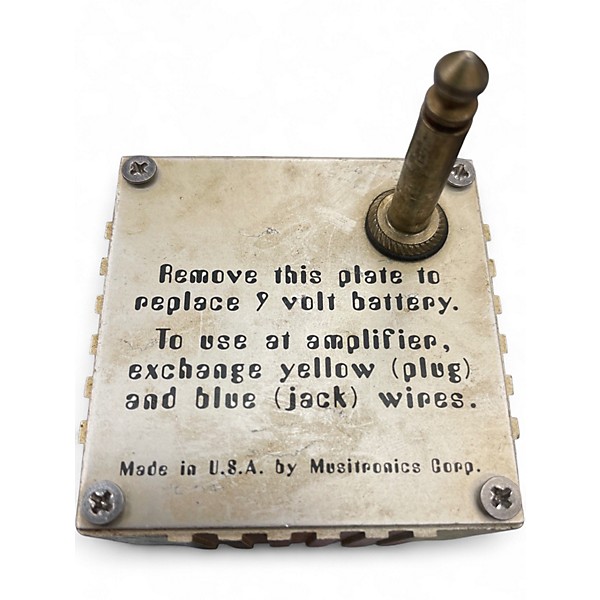 Remove this plate to
replace 9 volt battery.
To use at amplifier,
exchange yellow (plug)
and blue (jack) wires.
Made in U.S.A. by Musitronics Corp.